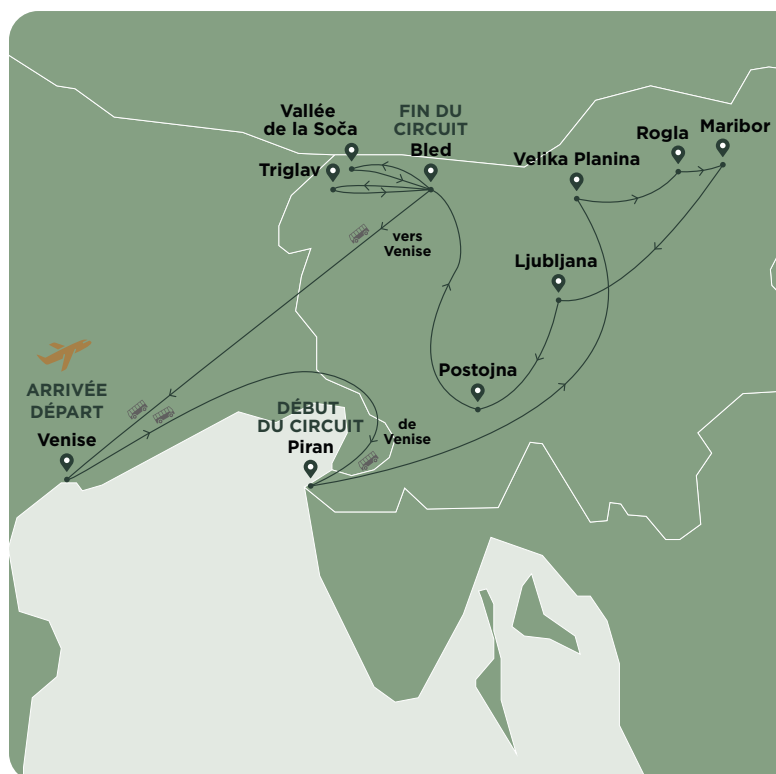 Vallée
de la Soča
FIN DU
CIRCUIT
Bled
Triglav
Velika Planina
Rogla
Maribor
vers
Venise
Ljubljana
ARRIVÉE
DÉPART
Venise
Postojna
DÉBUT
DU CIRCUIT
Piran
de
Venise